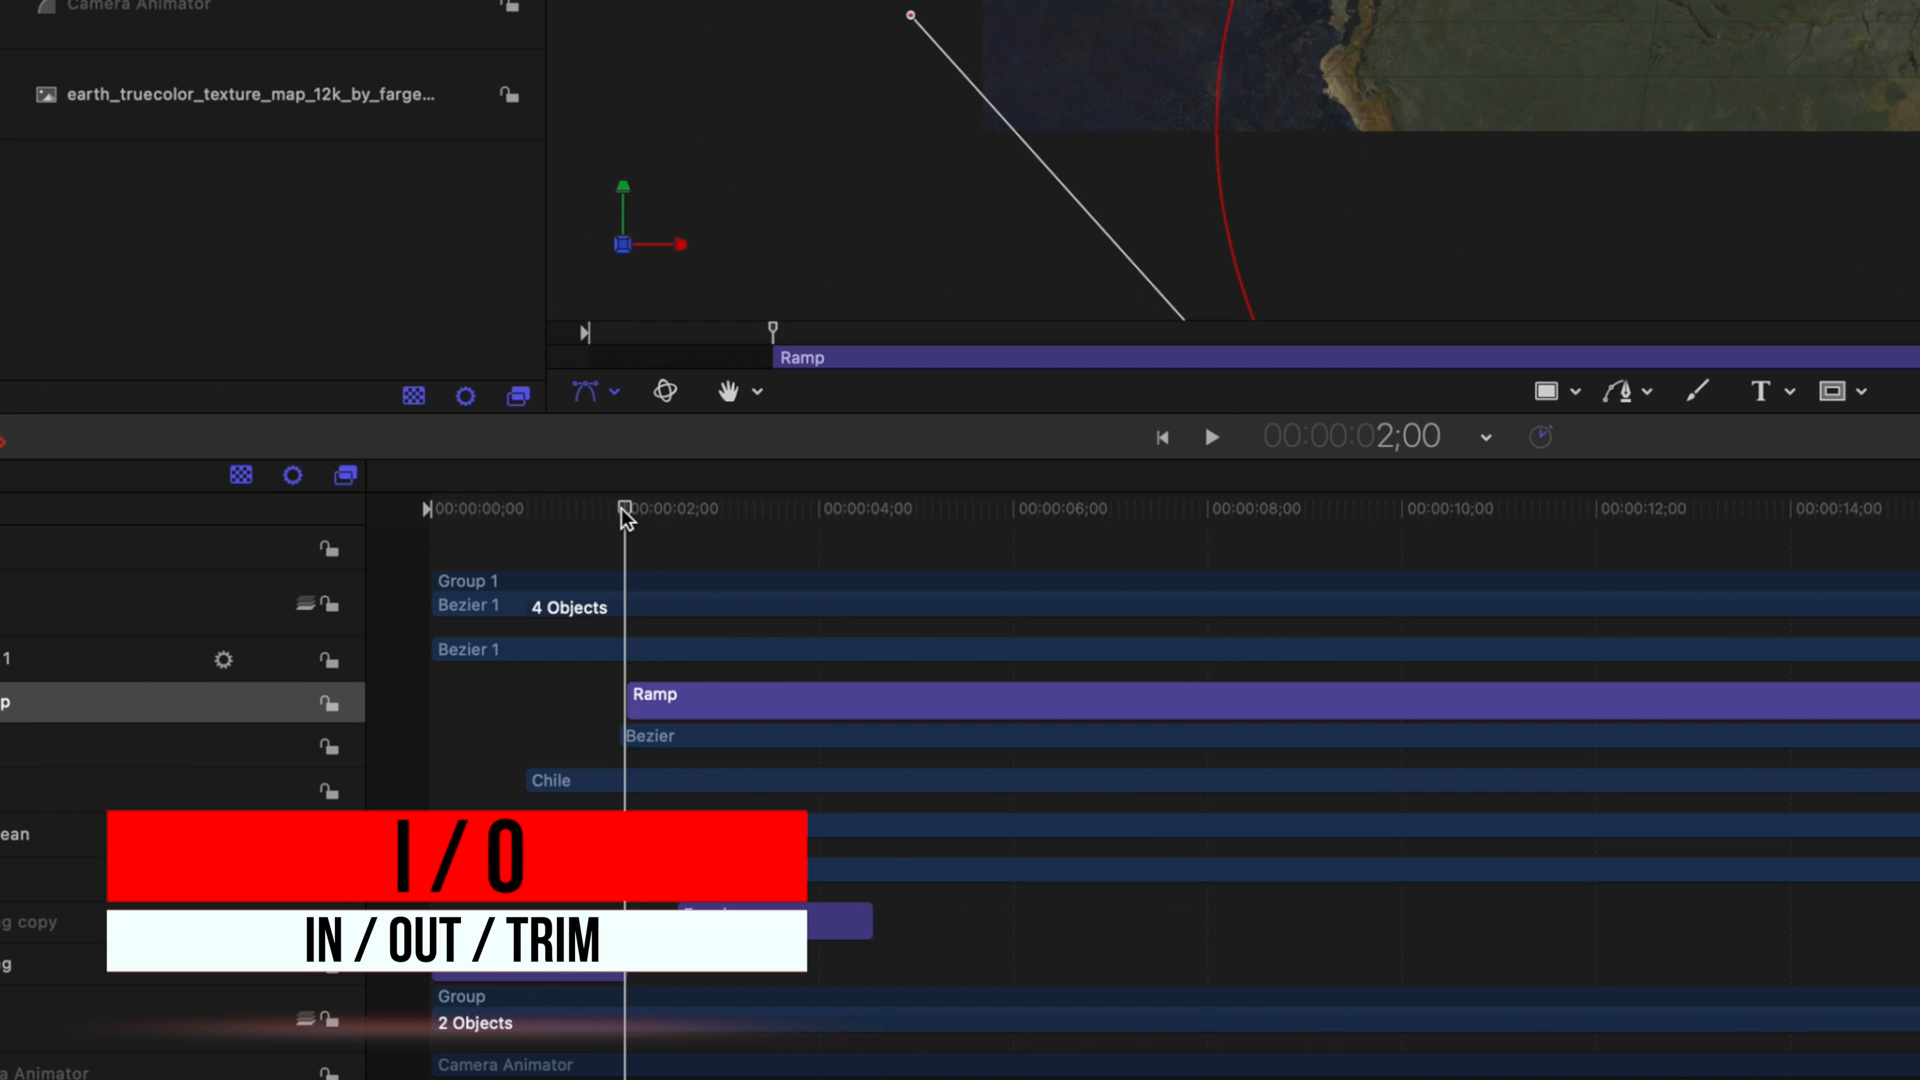 Camera Animator
earth_truecolor_texture_map_12k_by_farge...
Ramp
T
00:00:02;00
00:00:00;00
00:00:02;00
00:00:04;00
00:00:06;00
00:00:08;00
00:00:10;00
00:00:12;00
00:00:14;00
Group 1
Bezier 1
4 Objects
1
Bezier 1
p
Ramp
Bezier
Chile
ean
I / O
g copy
IN / OUT / TRIM
g
Group
2 Objects
a Animator
Camera Animator